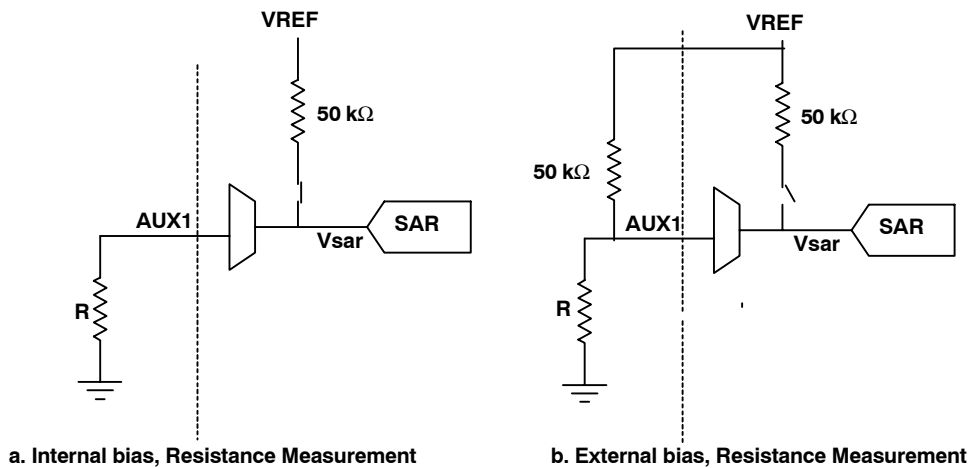 VREF
50 kΩ
AUX1
Vsar
SAR
R
a. Internal bias, Resistance Measurement
VREF
50 kΩ
50 kΩ
AUX1
Vsar
SAR
R
b. External bias, Resistance Measurement